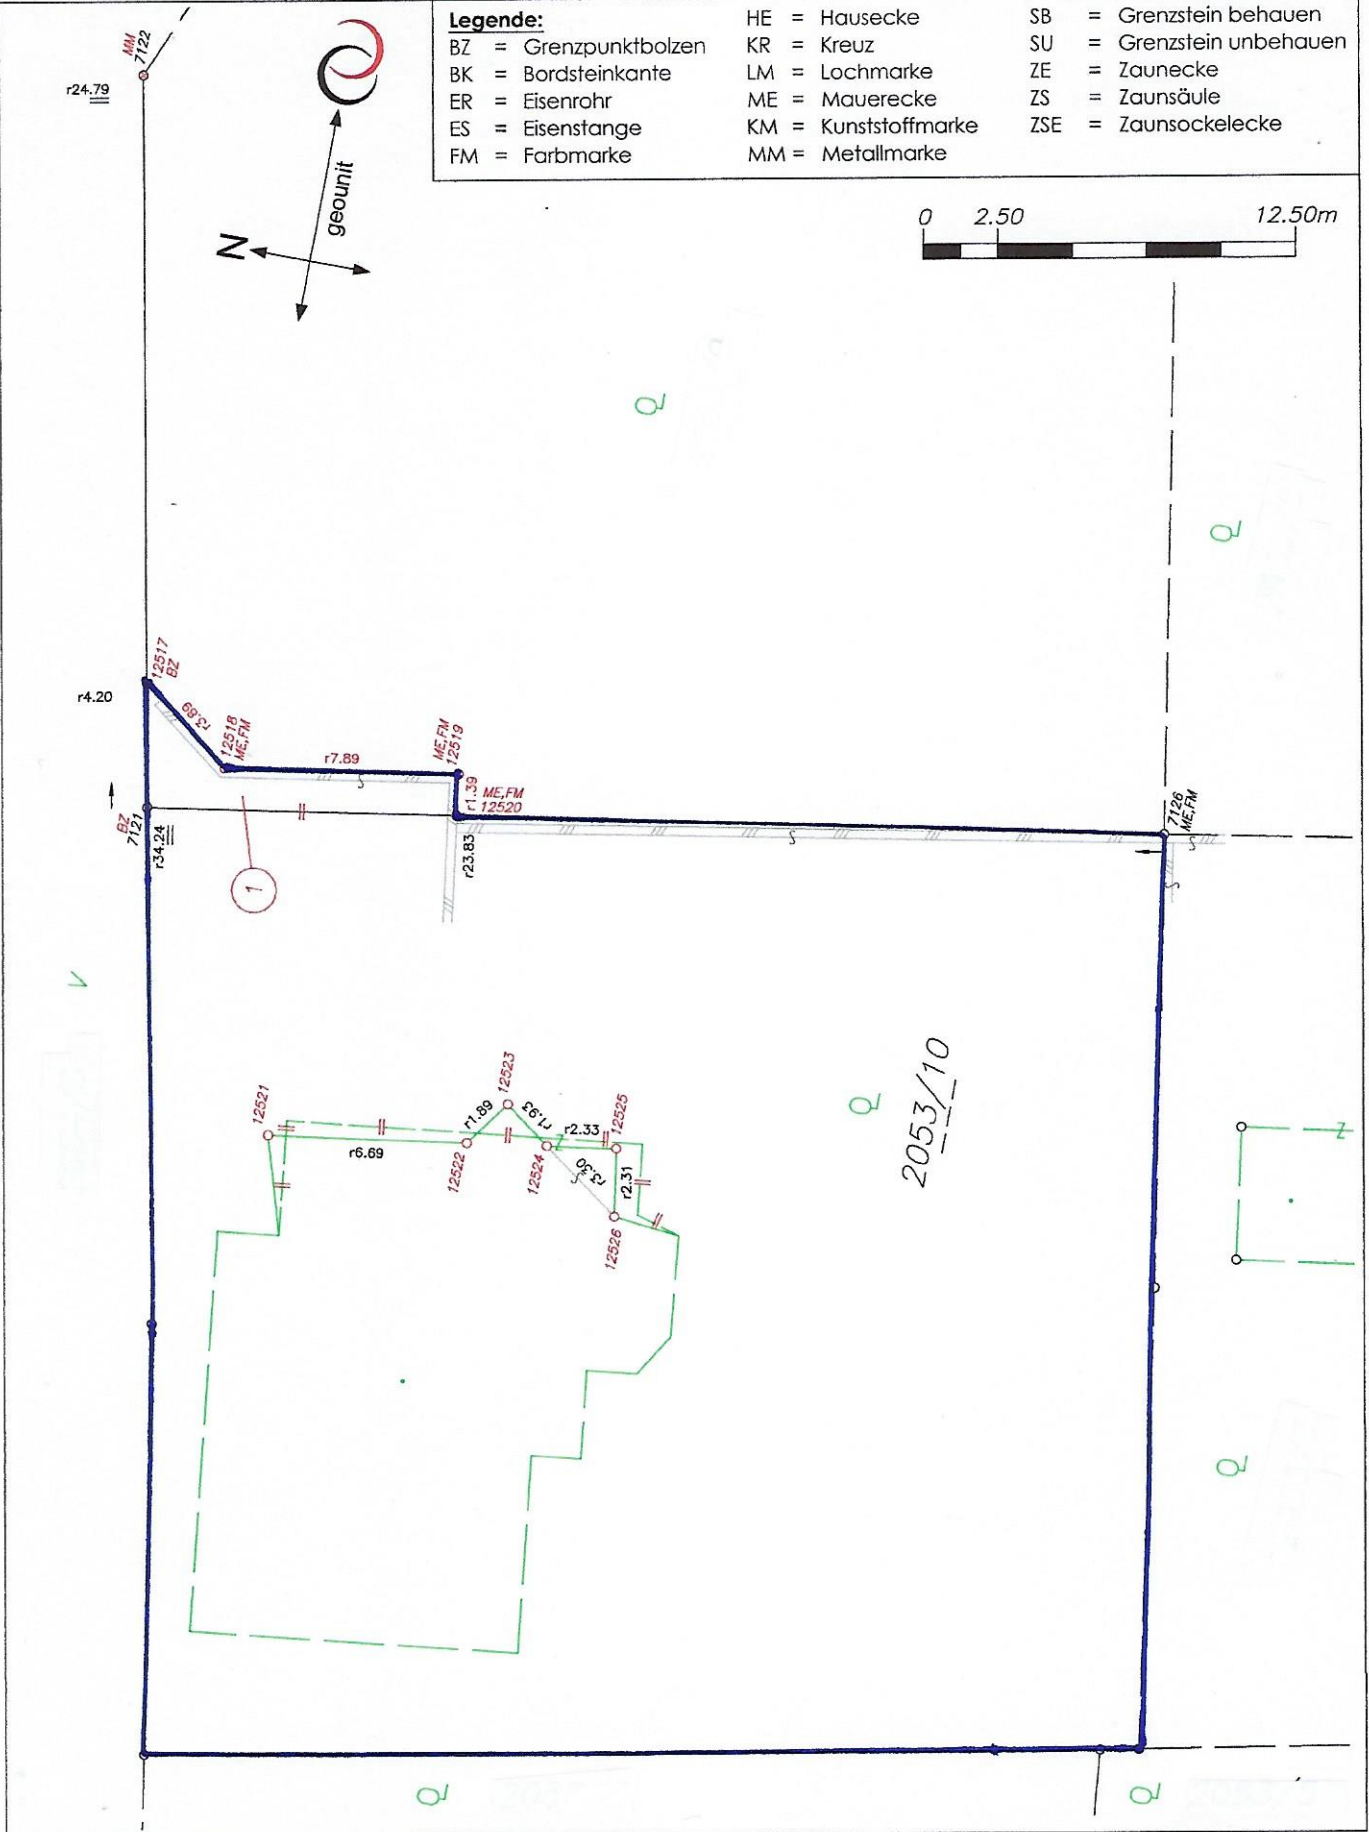 Legende:
BZ = Grenzpunktbolzen
BK = Bordsteinkante
ER = Eisenrohr
ES = Eisenstange
FM = Farbmarke
HE = Hausecke
KR = Kreuz
LM = Lochmarke
ME = Mauerecke
KM = Kunststoffmarke
MM = Metallmarke
SB = Grenzstein behauen
SU = Grenzstein unbehauen
ZE = Zaunecke
ZS = Zaunsäule
ZSE = Zaunsockelecke
MM
7122
r24.79
geounit
N
0 2.50 12.50m
12517
BZ
r4.20
r3.89
12518
ME,FM
r7.89
ME,FM
12519
r1.39
ME,FM
12520
7126
ME,FM
BZ
7121
r34.24
r23.83
1
2053/10
12521
r6.69
12522
r1.89
12523
r1.93
12524
r2.33
12525
r3.30
r2.31
12526